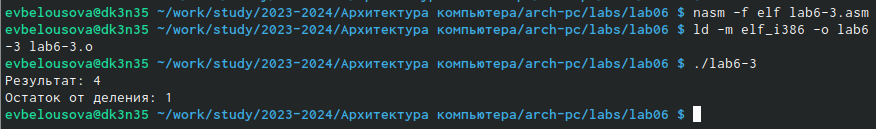 evbelousova@dk3n35 ~/work/study/2023-2024/Архитектура компьютера/arch-pc/labs/lab06 $ nasm -f elf lab6-3.asm
evbelousova@dk3n35 ~/work/study/2023-2024/Архитектура компьютера/arch-pc/labs/lab06 $ ld -m elf_i386 -o lab6
-3 lab6-3.o
evbelousova@dk3n35 ~/work/study/2023-2024/Архитектура компьютера/arch-pc/labs/lab06 $ ./lab6-3
Результат: 4
Остаток от деления: 1
evbelousova@dk3n35 ~/work/study/2023-2024/Архитектура компьютера/arch-pc/labs/lab06 $